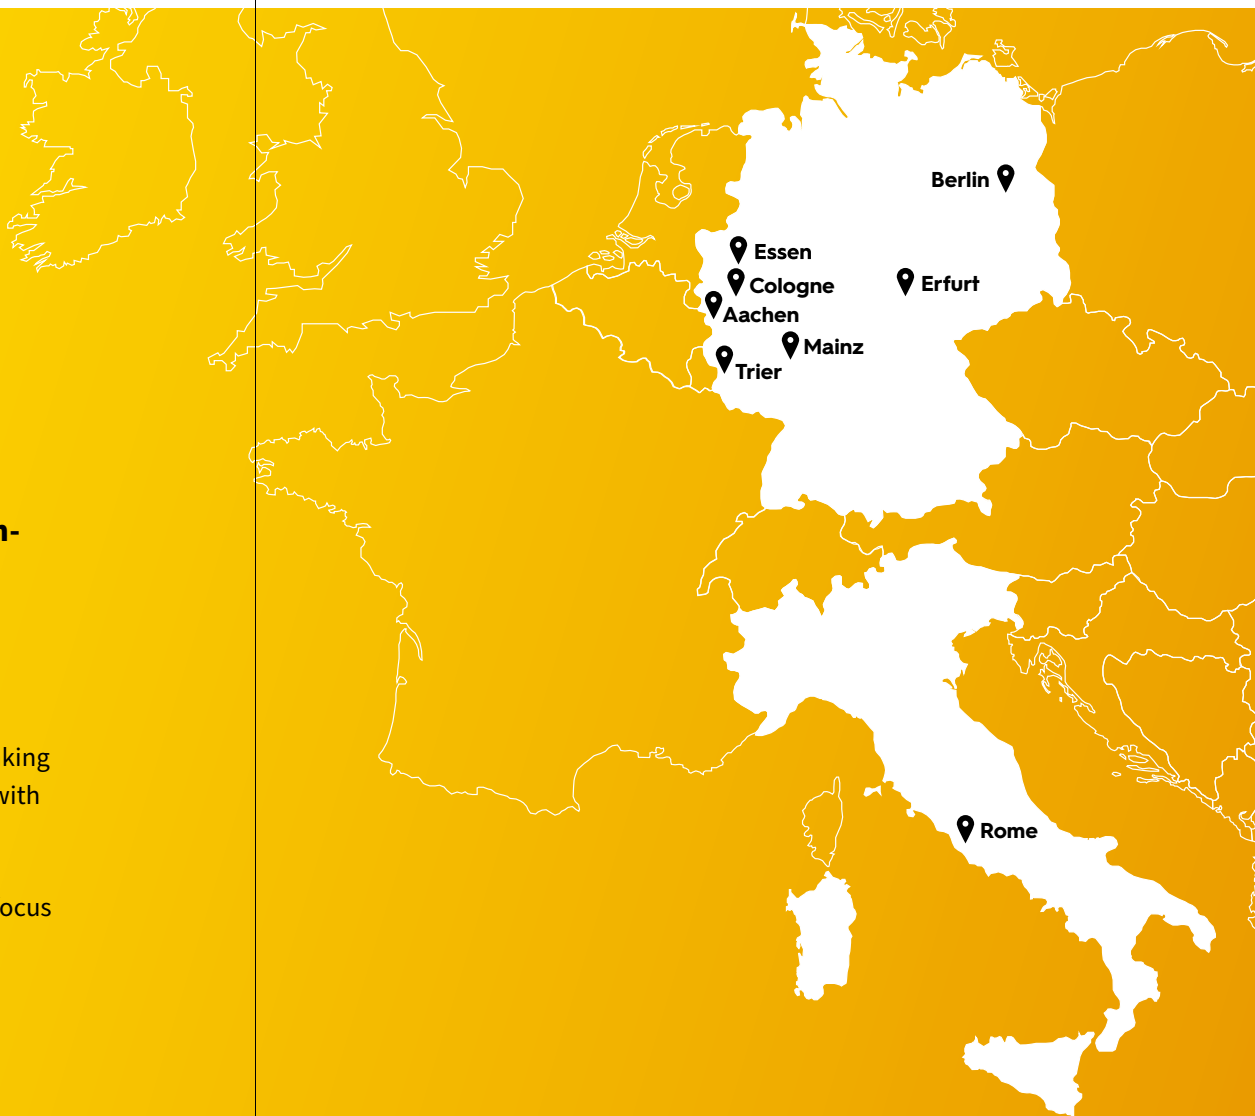 n-
king
with
ocus
Berlin
Essen
Cologne
Erfurt
Aachen
Mainz
Trier
Rome